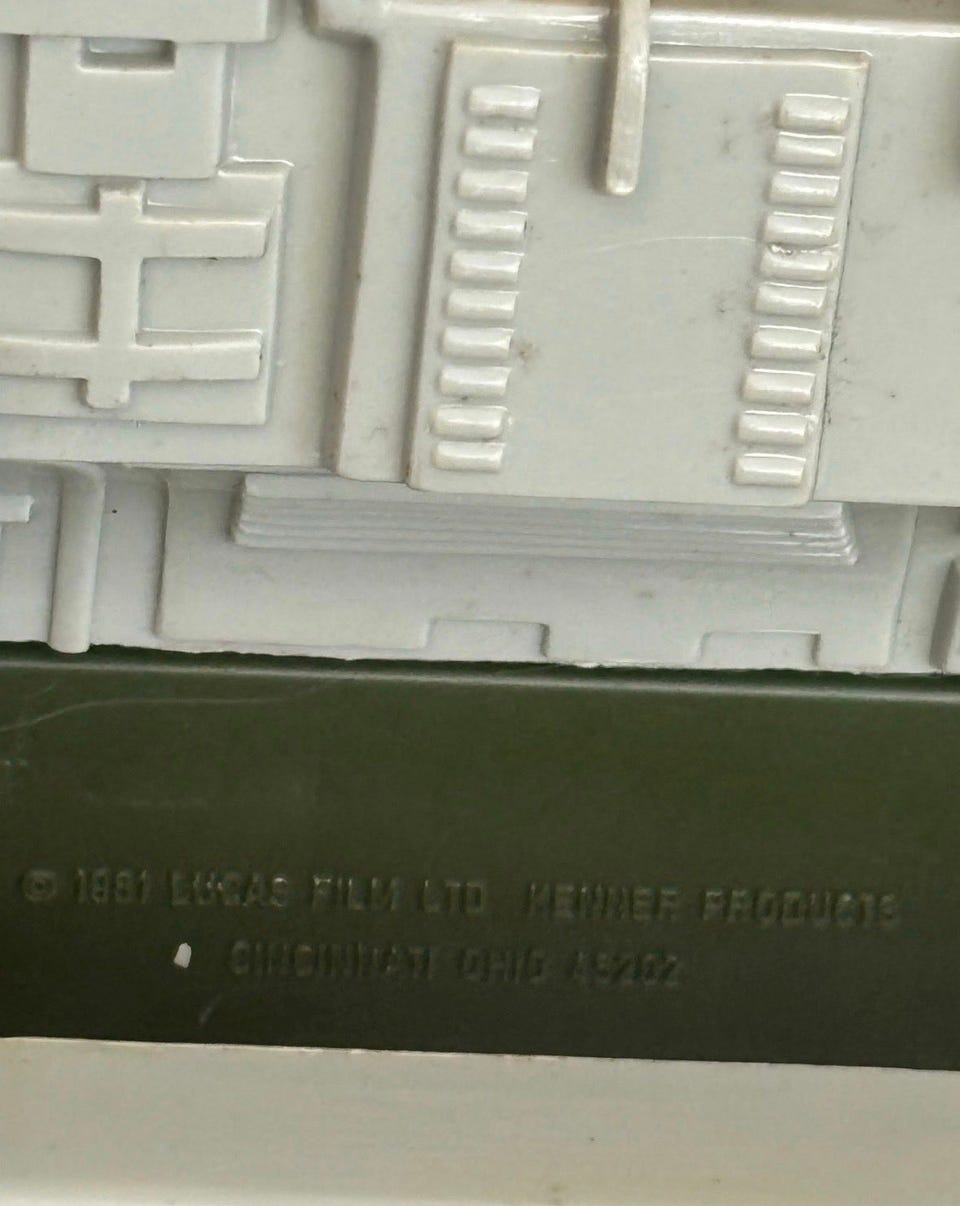 © 1981 LUCAS FILM LTD KENNER PRODUCTS
CINCINNATI OHIO 45202